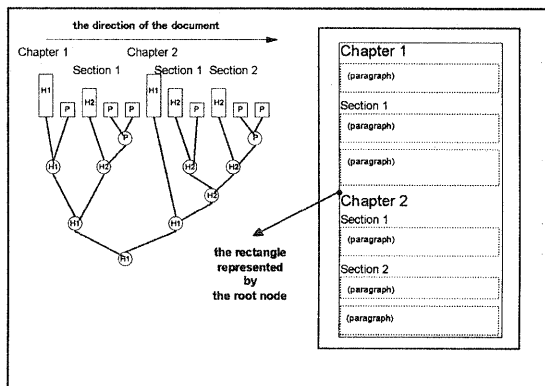 the direction of the document
Chapter 1
Chapter 2
Section 1
Section 1
Section 2
H1
P
H2
P
P
H1
H2
P
H2
P
P
P
P
H1
H2
H2
H2
H2
H1
H1
H1
the rectangle
represented
by
the root node
Chapter 1
(paragraph)
Section 1
(paragraph)
(paragraph)
Chapter 2
Section 1
(paragraph)
Section 2
(paragraph)
(paragraph)